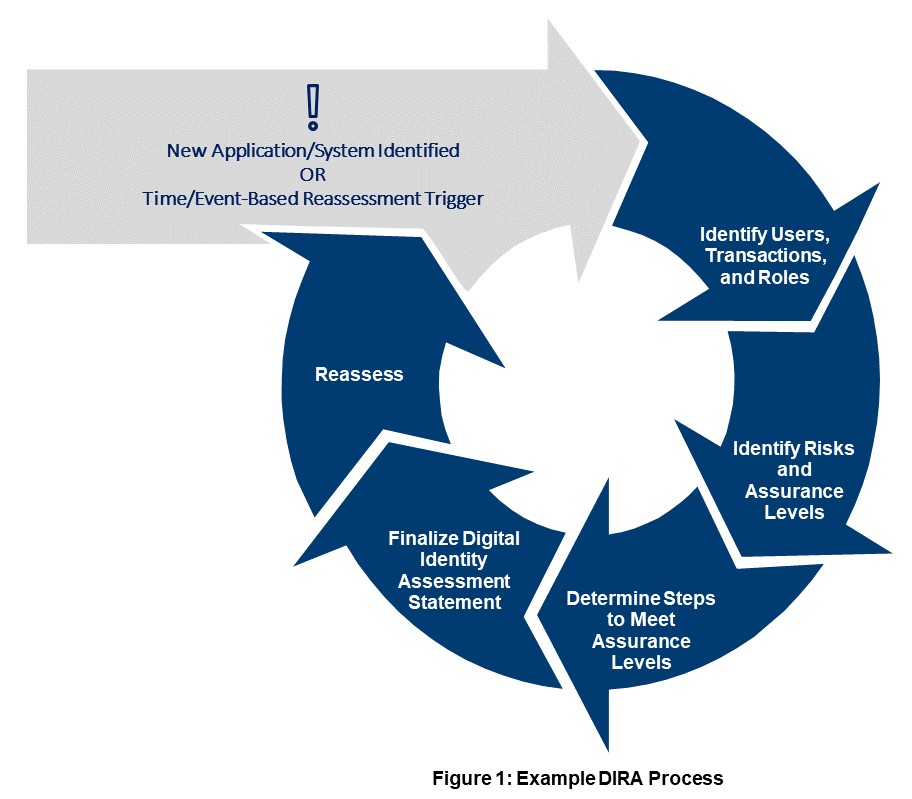 !
New Application/System Identified
OR
Time/Event-Based Reassessment Trigger
Identify Users,
Transactions,
and Roles
Identify Risks
and
Assurance
Levels
Determine Steps
to Meet
Assurance
Levels
Finalize Digital
Identity
Assessment
Statement
Reassess
Figure 1: Example DIRA Process